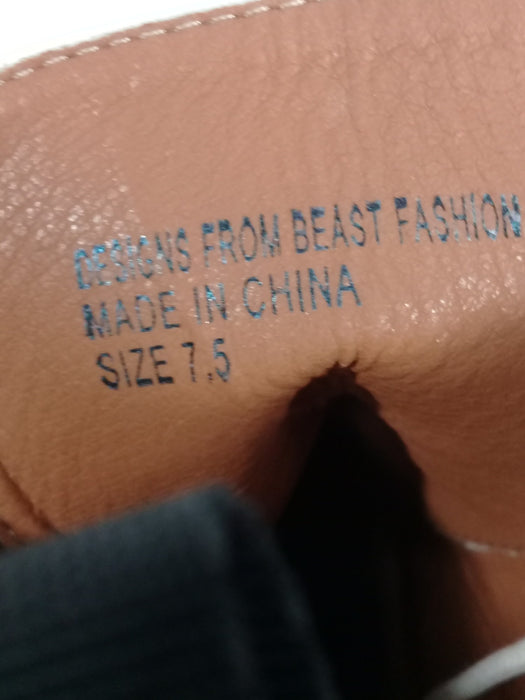 DESIGNS FROM BEAST FASHION
MADE IN CHINA
SIZE 7.5